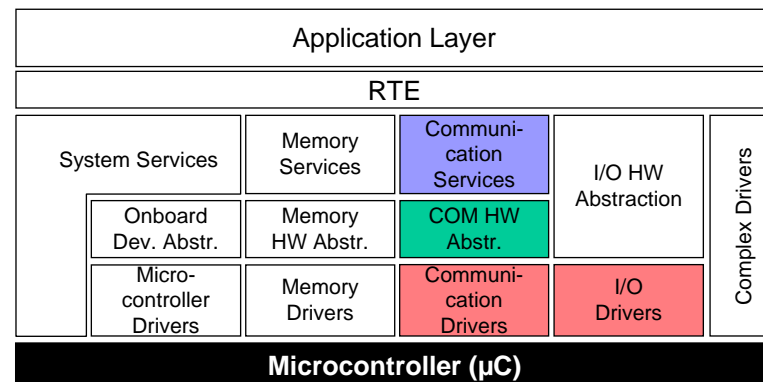 Application Layer
RTE
System Services
Memory
Services
Communi-
cation
Services
I/O HW
Abstraction
Complex Drivers
Onboard
Dev. Abstr.
Memory
HW Abstr.
COM HW
Abstr.
Micro-
controller
Drivers
Memory
Drivers
Communi-
cation
Drivers
I/O
Drivers
Microcontroller (µC)